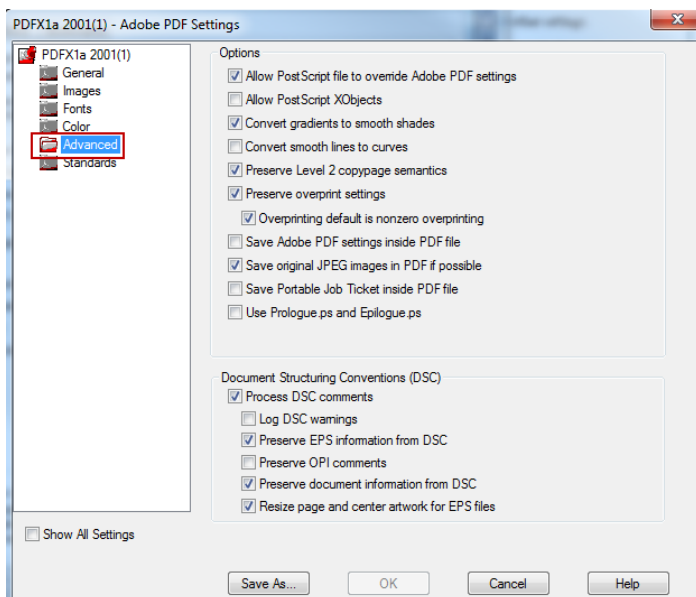 PDFX1a 2001(1) - Adobe PDF Settings
PDFX1a 2001(1)
General
Images
Fonts
Color
Advanced
Standards
Show All Settings
Options
Allow PostScript file to override Adobe PDF settings
Allow PostScript XObjects
Convert gradients to smooth shades
Convert smooth lines to curves
Preserve Level 2 copypage semantics
Preserve overprint settings
Overprinting default is nonzero overprinting
Save Adobe PDF settings inside PDF file
Save original JPEG images in PDF if possible
Save Portable Job Ticket inside PDF file
Use Prologue.ps and Epilogue.ps
Document Structuring Conventions (DSC)
Process DSC comments
Log DSC warnings
Preserve EPS information from DSC
Preserve OPI comments
Preserve document information from DSC
Resize page and center artwork for EPS files
Save As...
OK
Cancel
Help